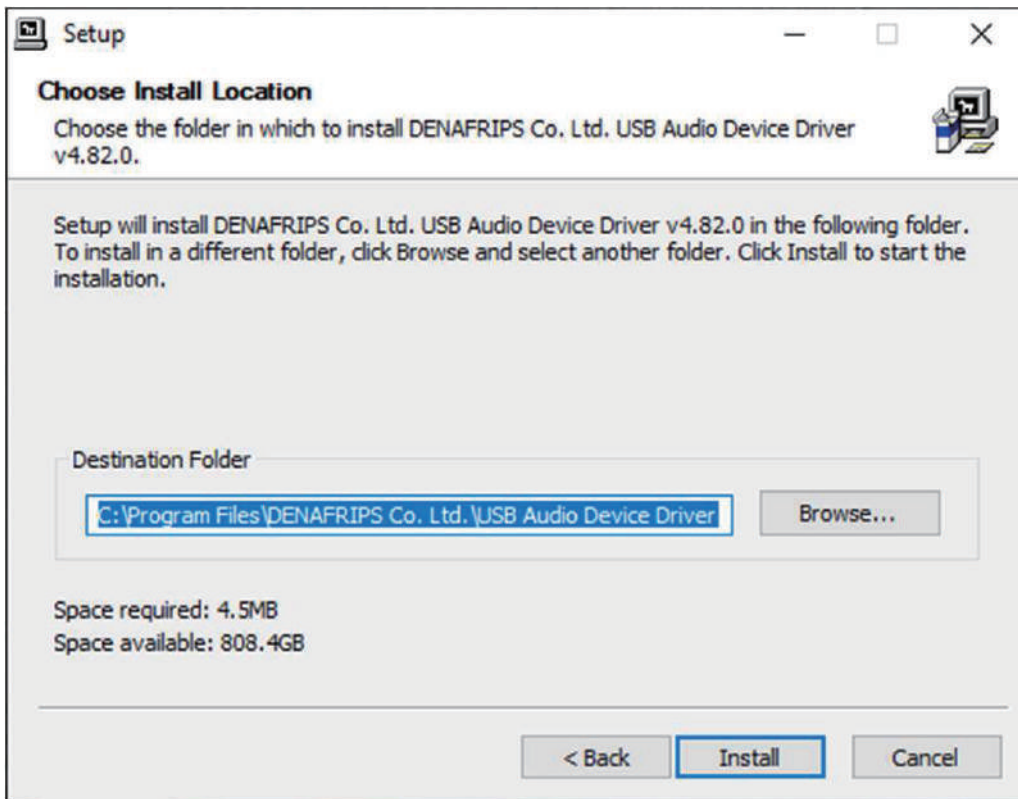 Setup
Choose Install Location
Choose the folder in which to install DENAFRIPS Co. Ltd. USB Audio Device Driver
v4.82.0.
Setup will install DENAFRIPS Co. Ltd. USB Audio Device Driver v4.82.0 in the following folder.
To install in a different folder, click Browse and select another folder. Click Install to start the
installation.
Destination Folder
C:\Program Files\DENAFRIPS Co. Ltd.\USB Audio Device Driver
Browse...
Space required: 4.5MB
Space available: 808.4GB
< Back
Install
Cancel